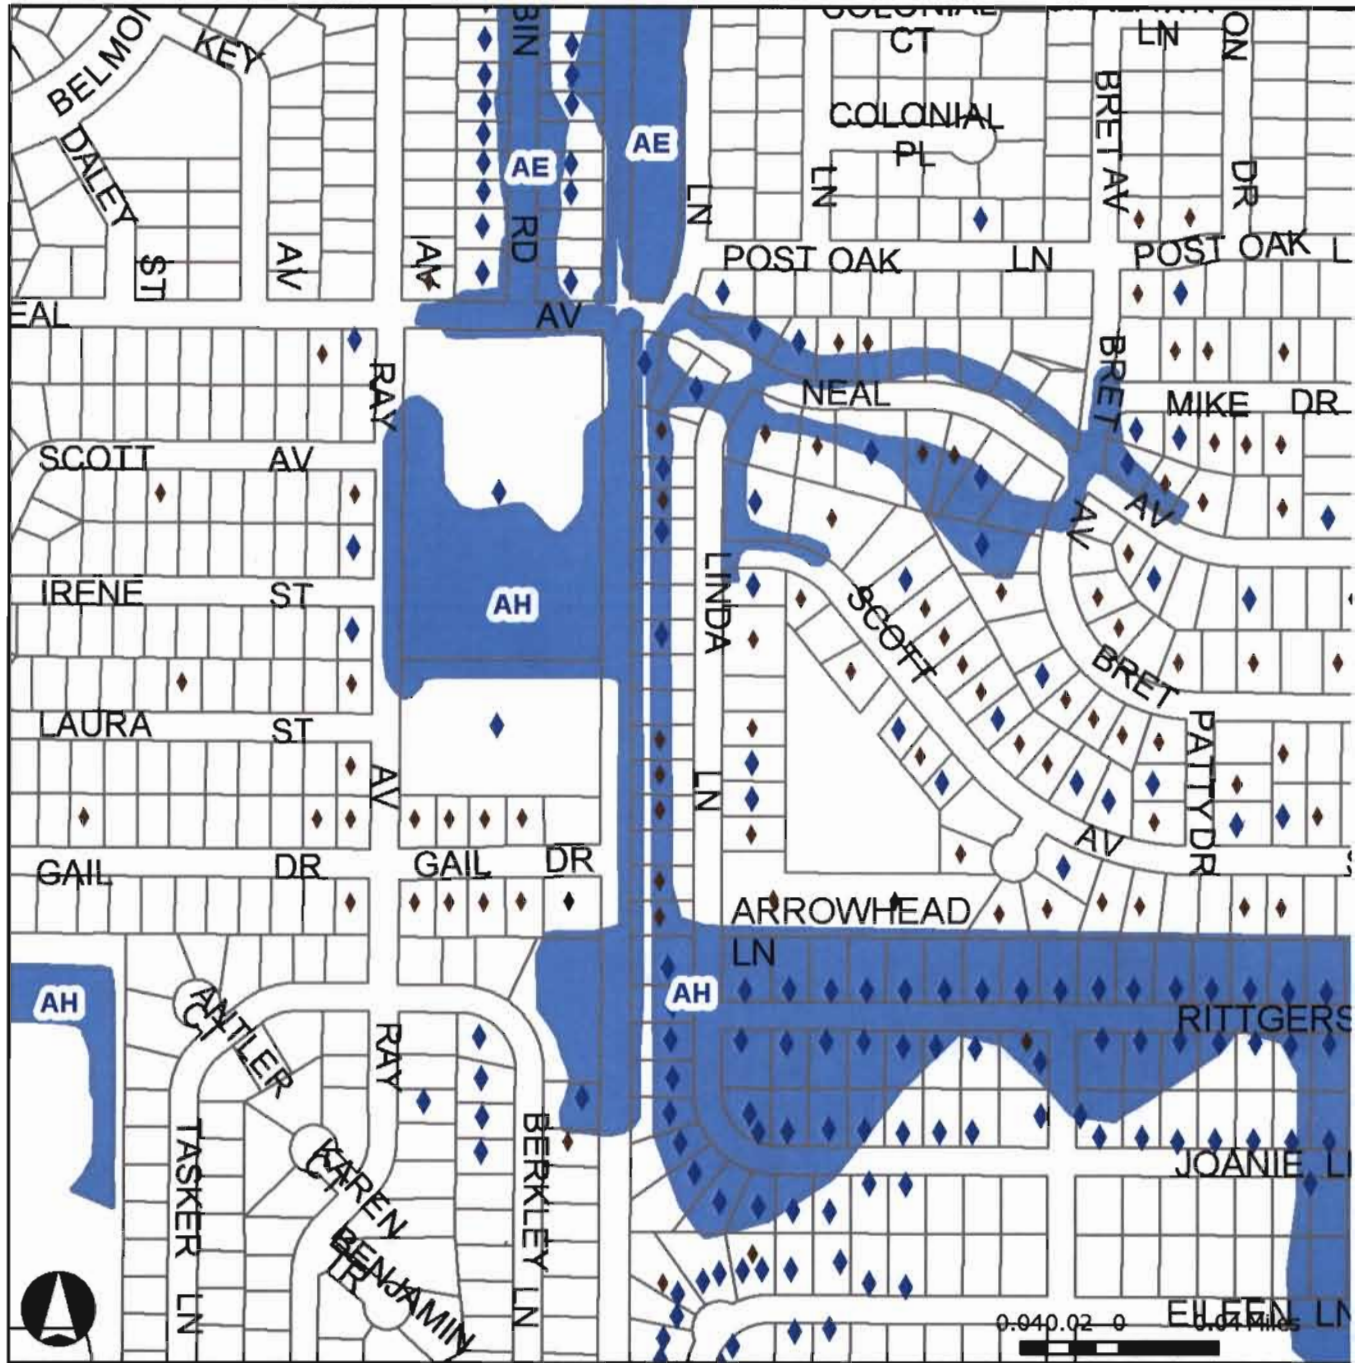 BIN
COLONIAL
CT
LN
ON
KEY
BELMO
BRET AV
COLONIAL
PL
AE
AE
DALEY
DR
LN
LN
RD
ST
AV
AV
POST OAK
LN
POST OAK L
EAL
AV
RAY
BRET
NEAL
MIKE DR
SCOTT
AV
AV
AV
LINDA
IRENE
ST
AH
SCOTT
BRET
LAURA
ST
PATTY DR
AV
LN
AV
GAIL
DR
GAIL
DR
ARROWHEAD
LN
AH
AH
ANTLER
CT
RITTGERS
RAY
TASKER LN
BERKLEY LN
KAREN
CT
JOANIE L
BENJAMIN
TR
EILEEN LN
0.04 0.02 0 0.04 Miles